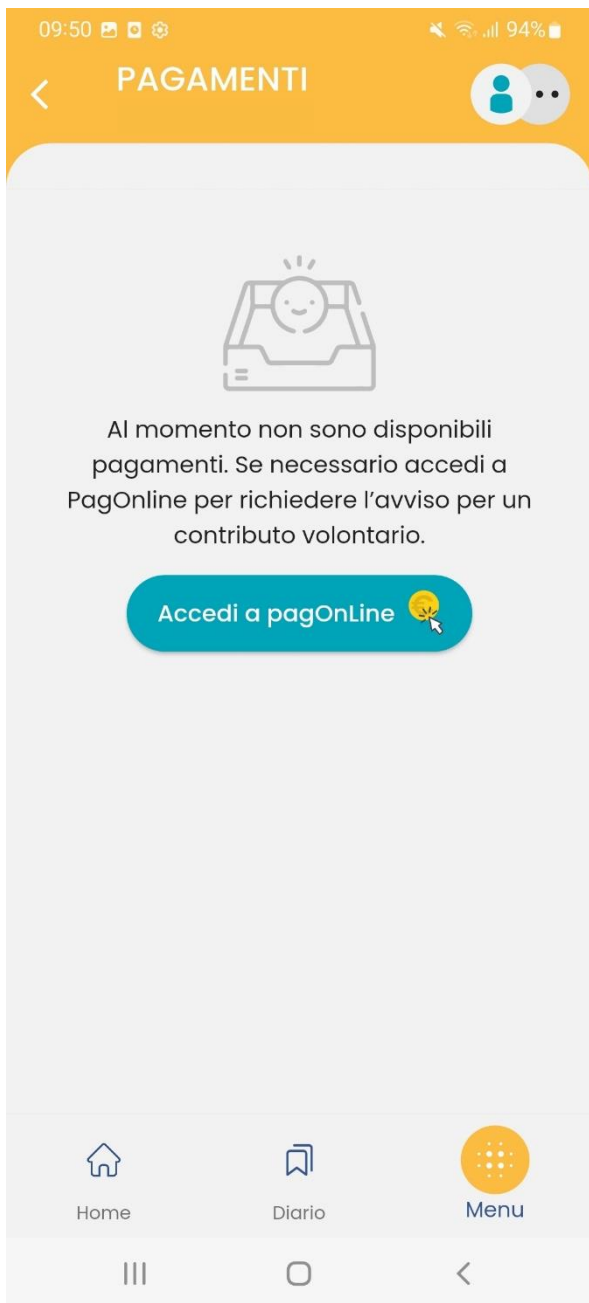 09:50
94%
PAGAMENTI
Al momento non sono disponibili
pagamenti. Se necessario accedi a
PagOnline per richiedere l'avviso per un
contributo volontario.
Accedi a pagOnLine
Home
Diario
Menu